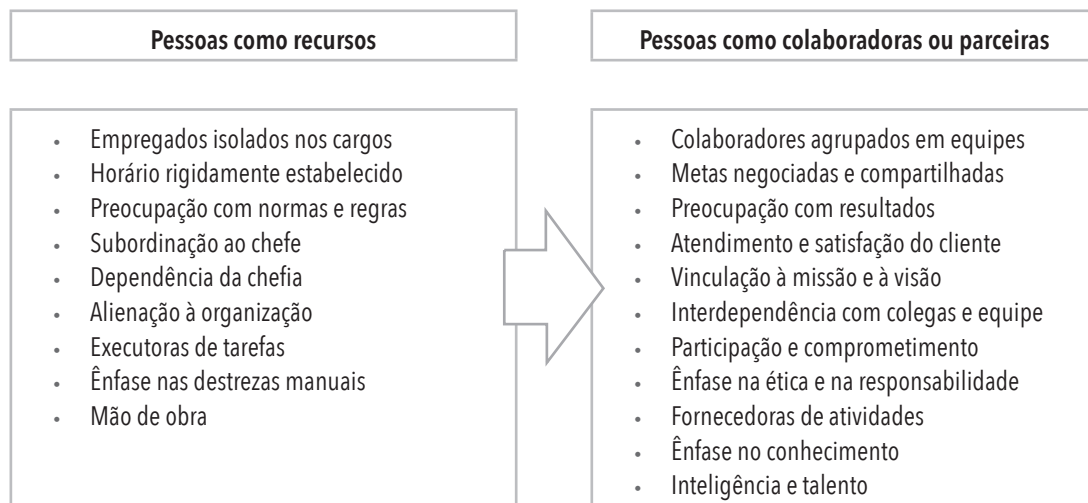 Pessoas como recursos
• Empregados isolados nos cargos
• Horário rigidamente estabelecido
• Preocupação com normas e regras
• Subordinação ao chefe
• Dependência da chefia
• Alienação à organização
• Executoras de tarefas
• Ênfase nas destrezas manuais
• Mão de obra
Pessoas como colaboradoras ou parceiras
• Colaboradores agrupados em equipes
• Metas negociadas e compartilhadas
• Preocupação com resultados
• Atendimento e satisfação do cliente
• Vinculação à missão e à visão
• Interdependência com colegas e equipe
• Participação e comprometimento
• Ênfase na ética e na responsabilidade
• Fornecedoras de atividades
• Ênfase no conhecimento
• Inteligência e talento